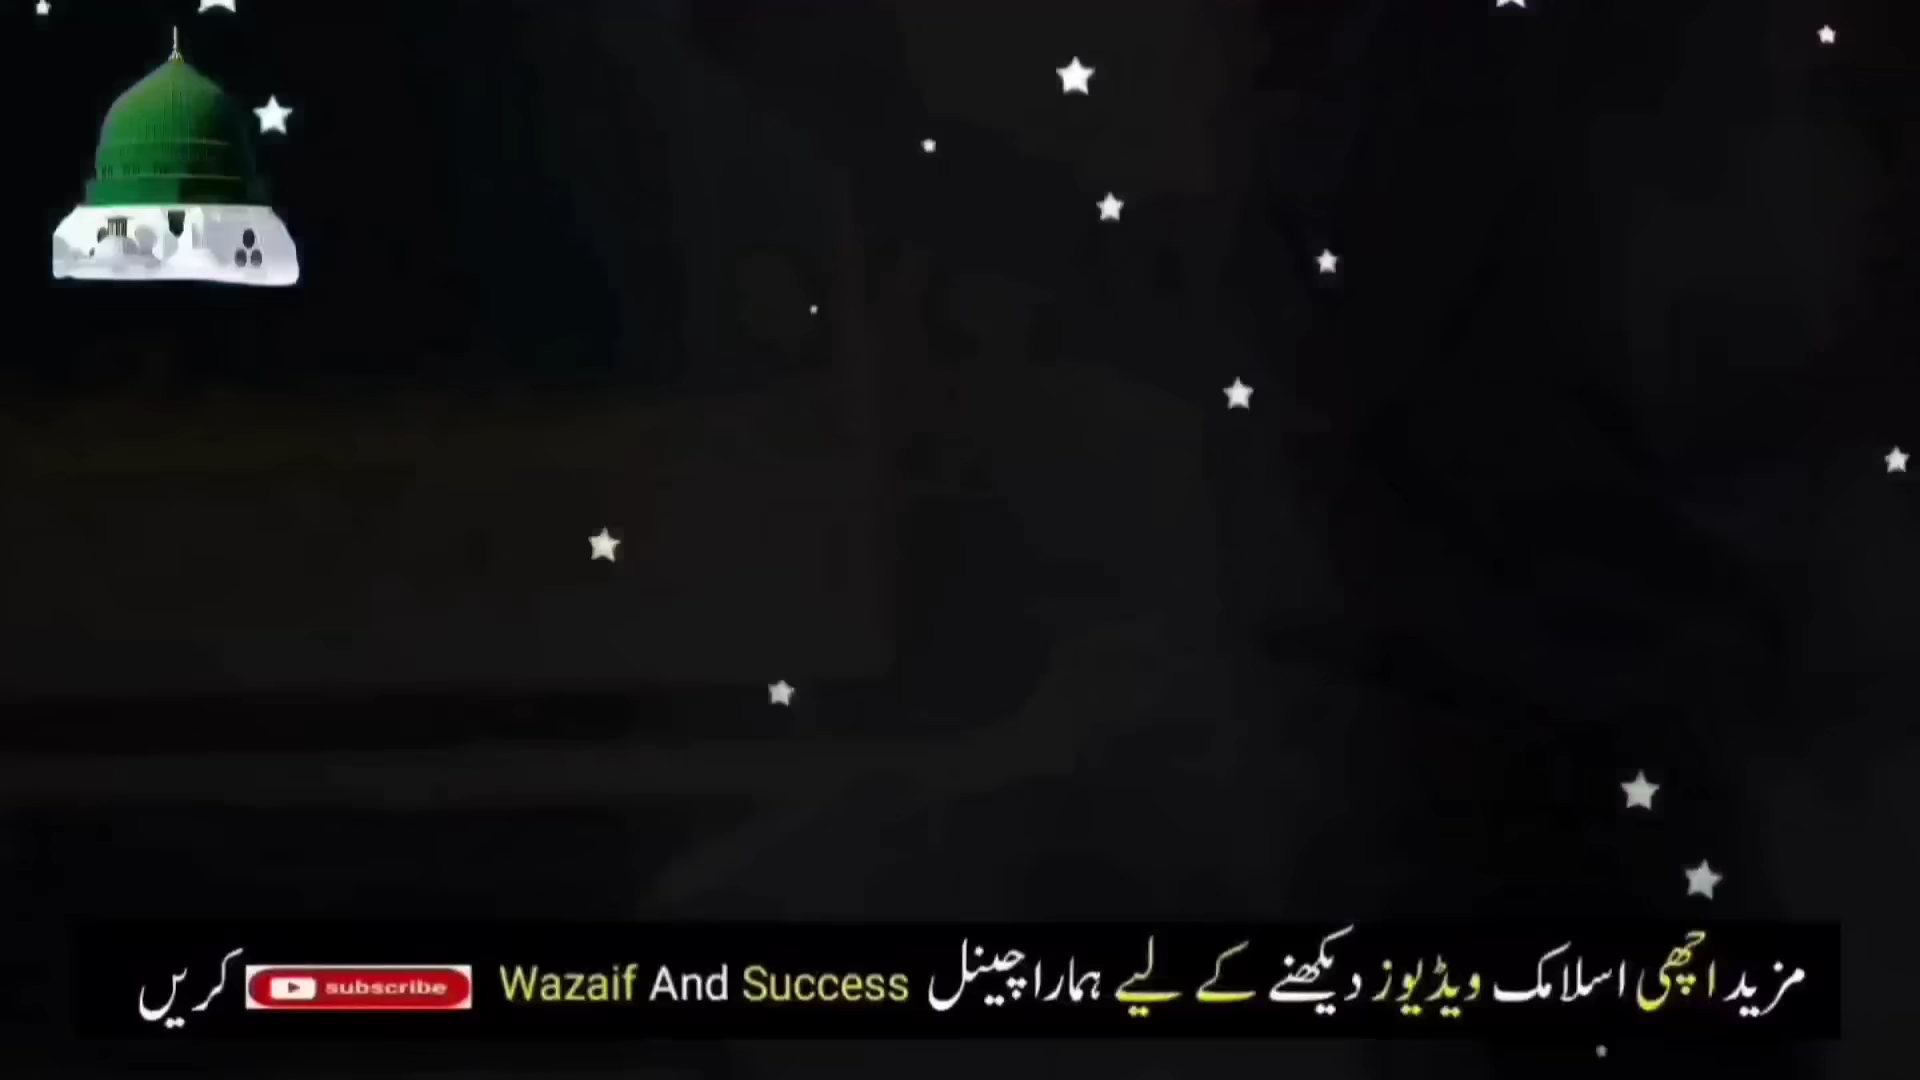 مزید اچھی اسلامک ویڈیوز دیکھنے کے لیے ہمارا چینل Wazaif And Success subscribe کریں